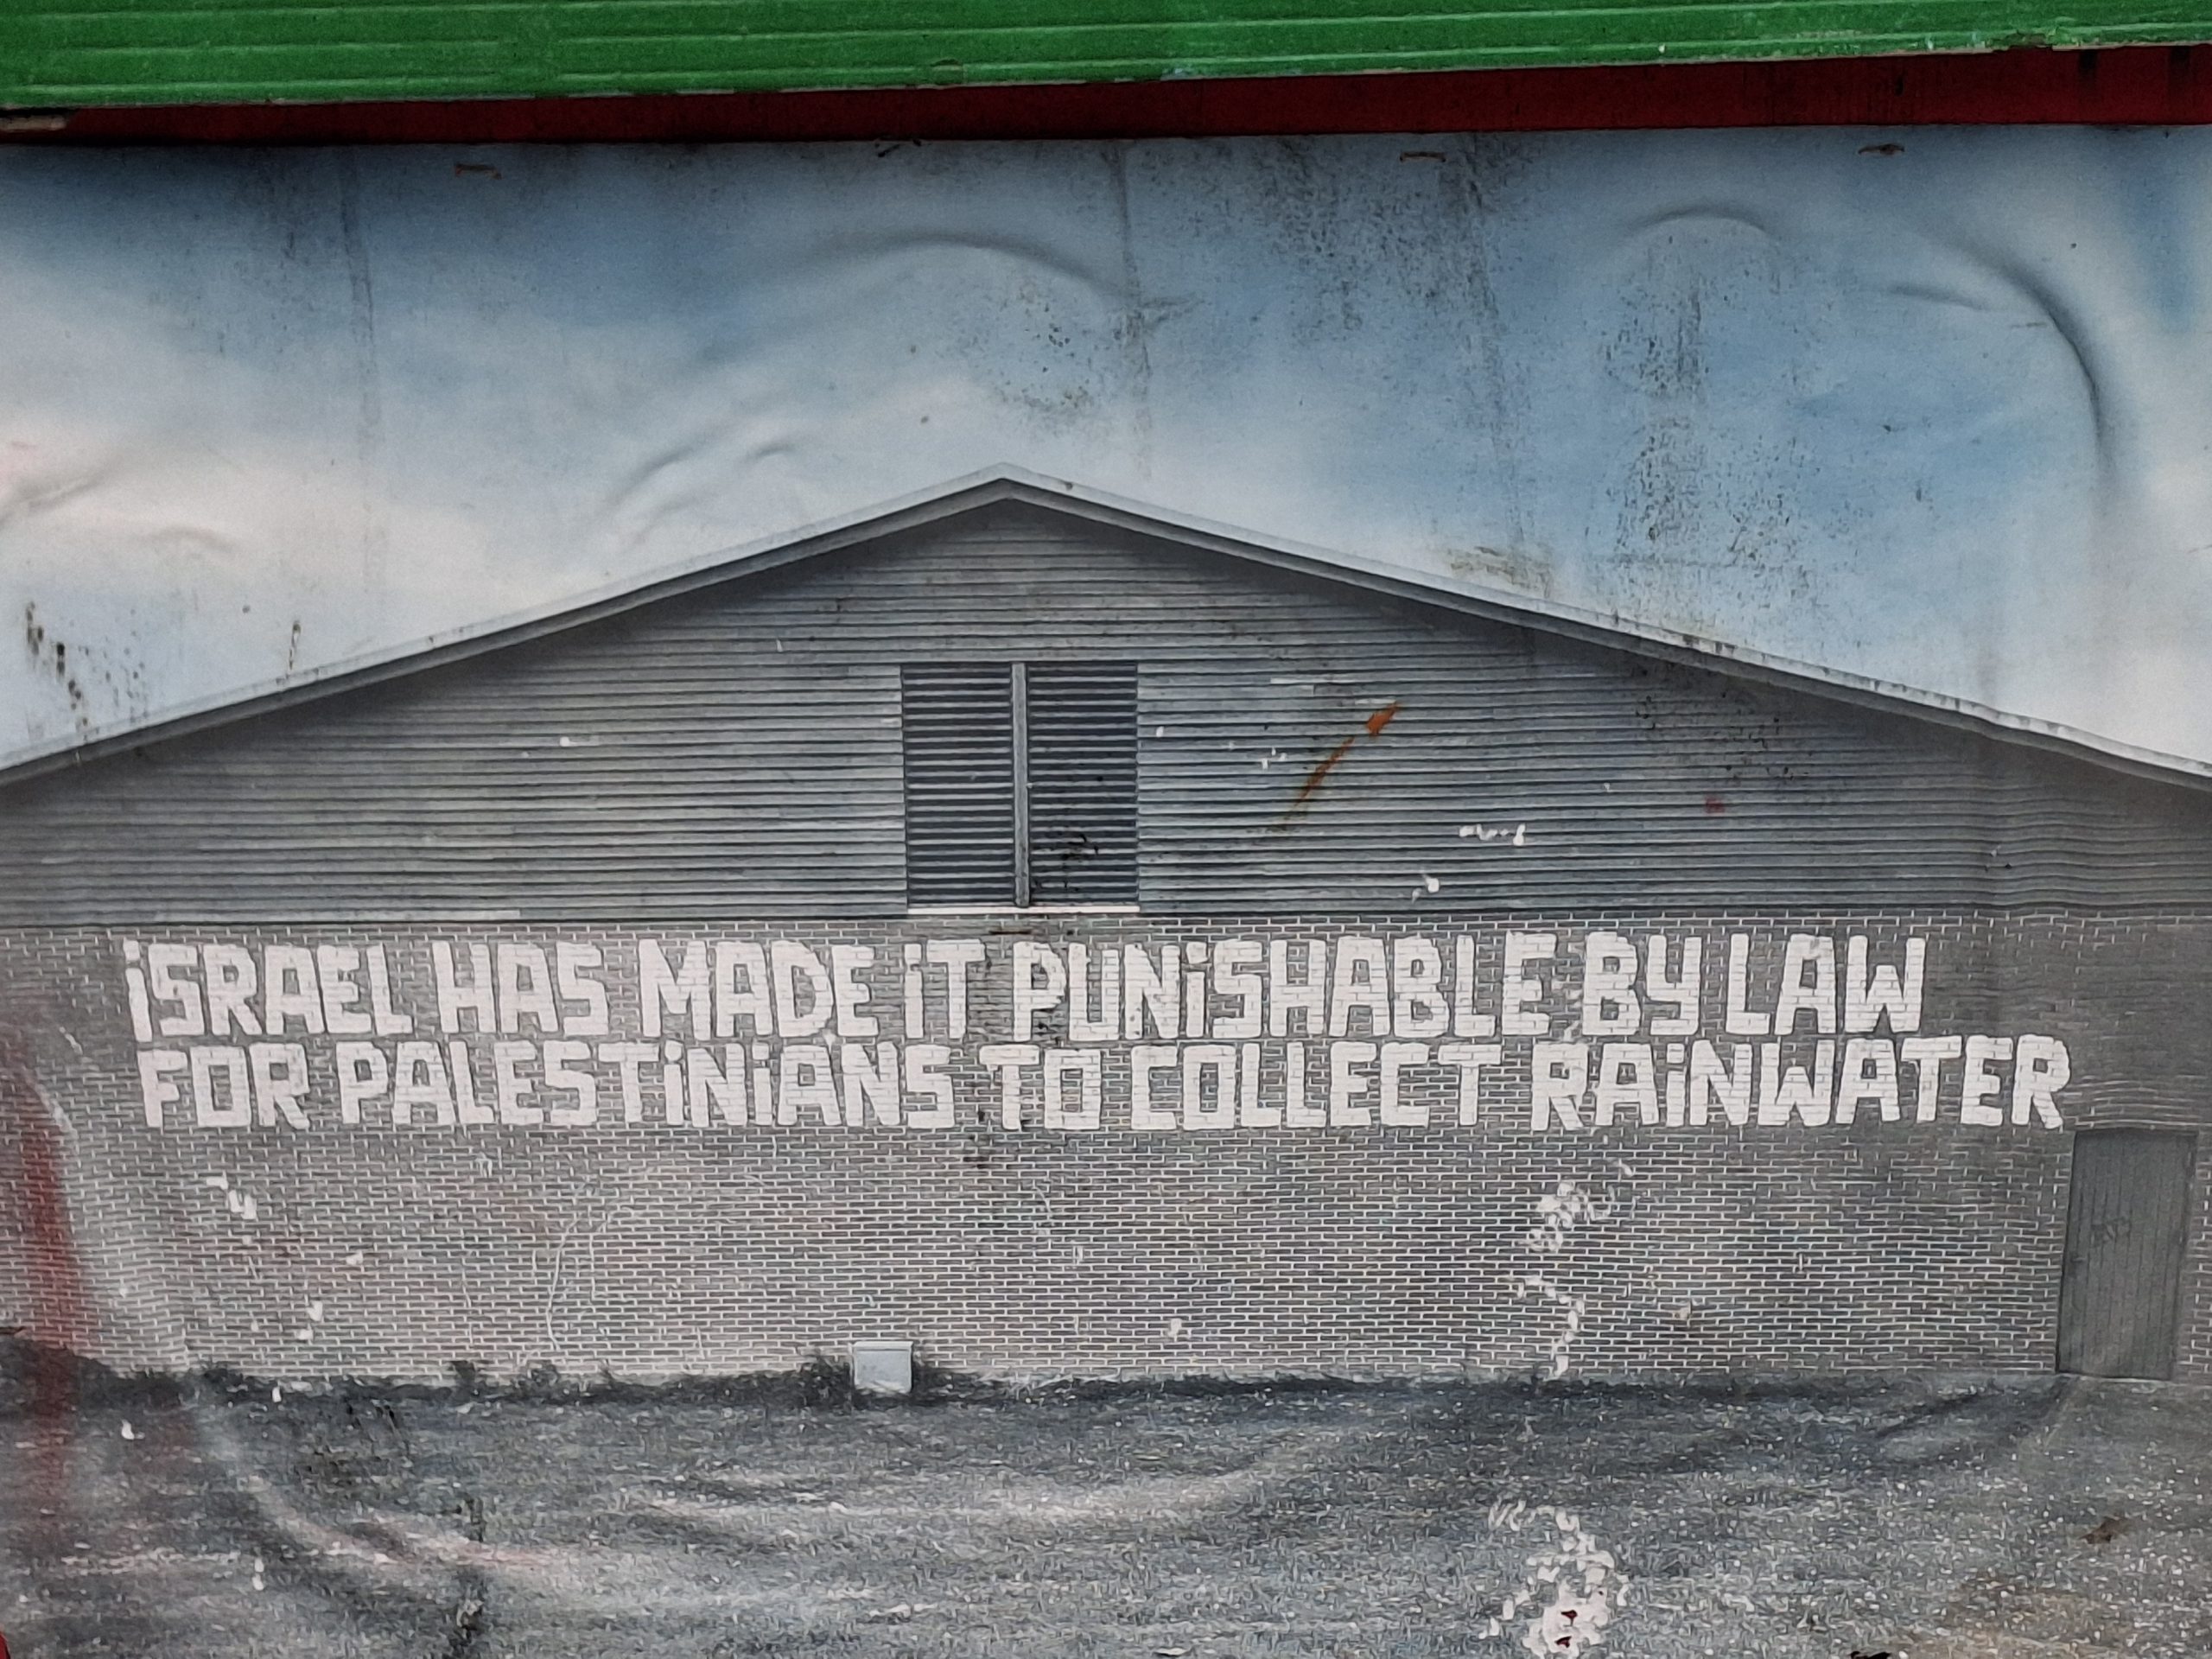 iSRAEL HAS MADE iT PUNiSHABLE BY LAW
FOR PALESTiNiANS TO COLLECT RAiNWATER